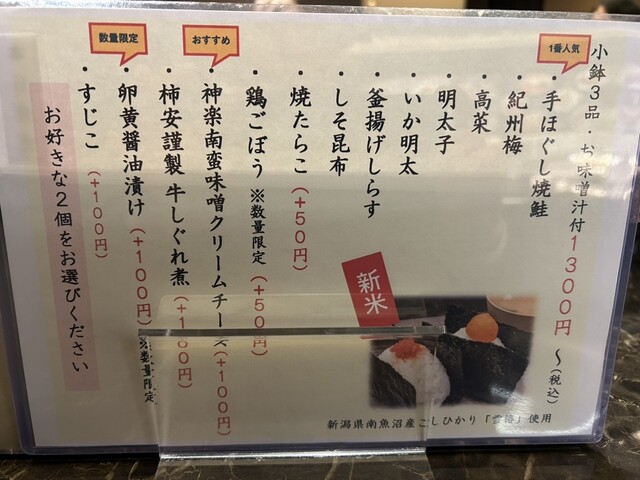 小鉢3品・お味噌汁付 1300円 ～(税込)
1番人気
・手ほぐし焼鮭
・紀州梅
・高菜
・明太子
・いか明太
・釜揚げしらす
・しそ昆布
・焼たらこ(+50円)
・鶏ごぼう ※数量限定(+50円)
おすすめ
・神楽南蛮味噌クリームチーズ(+100円)
・柿安謹製 牛しぐれ煮(+100円)
数量限定
・卵黄醤油漬け(+100円)※数量限定
・すじこ(+100円)
お好きな2個をお選びください
新米
新潟県南魚沼産こしひかり「雪椿」使用